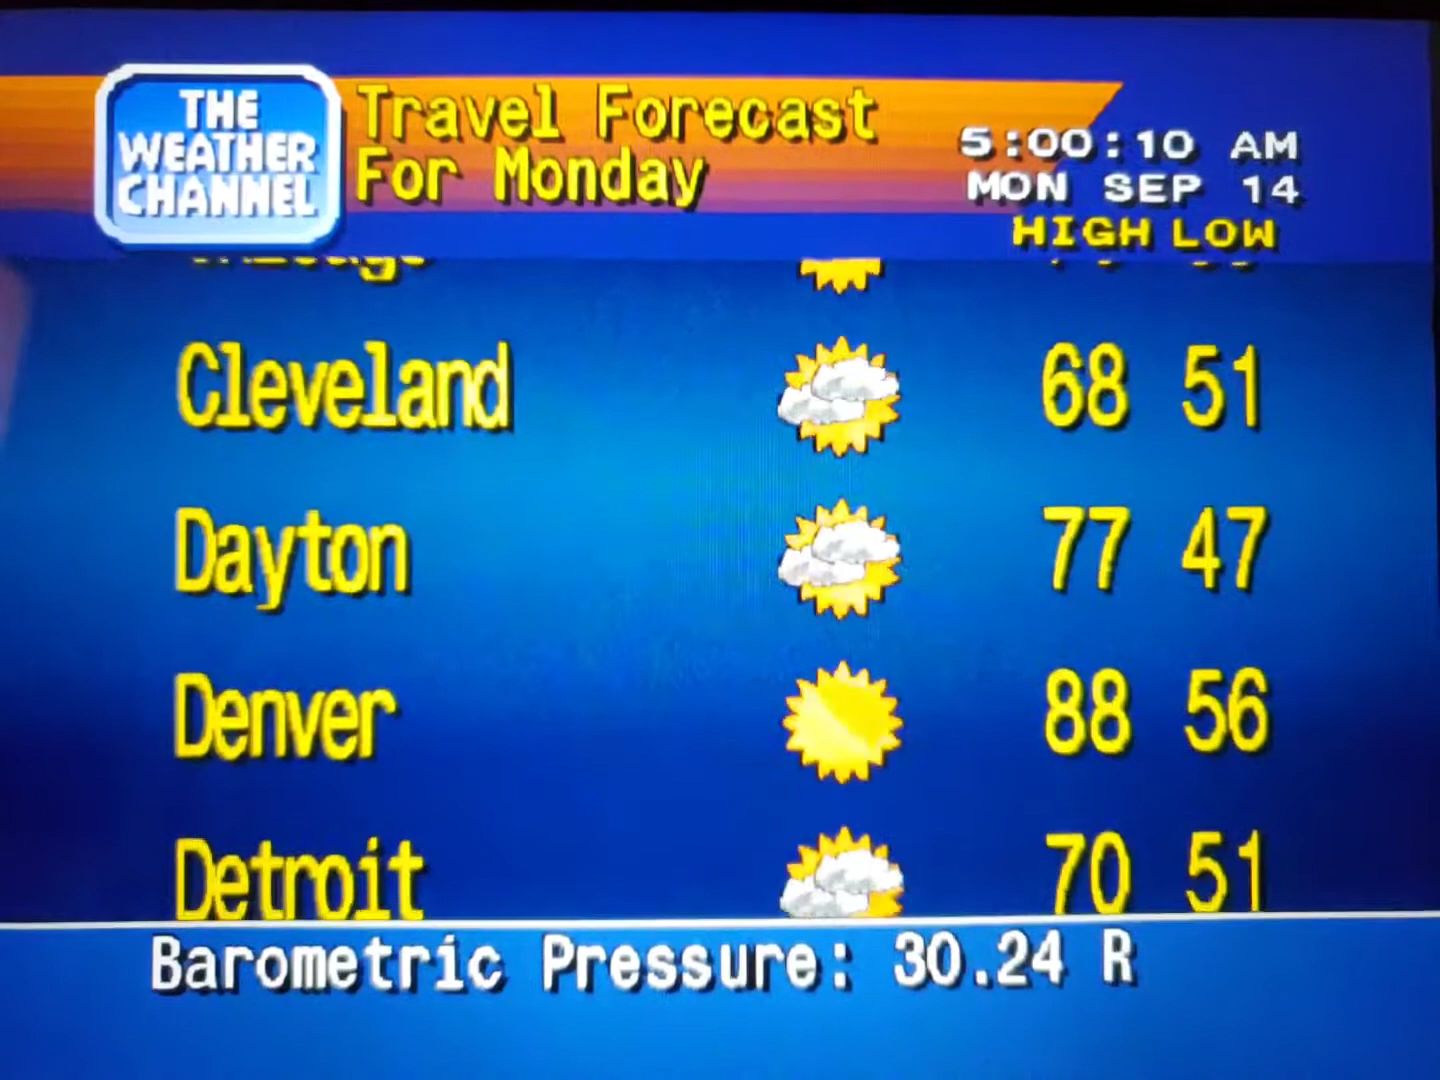 THE
WEATHER
CHANNEL
Travel Forecast
For Monday
5:00:10 AM
MON SEP 14
HIGH LOW
Cleveland 68 51
Dayton 77 47
Denver 88 56
Detroit 70 51
Barometric Pressure: 30.24 R